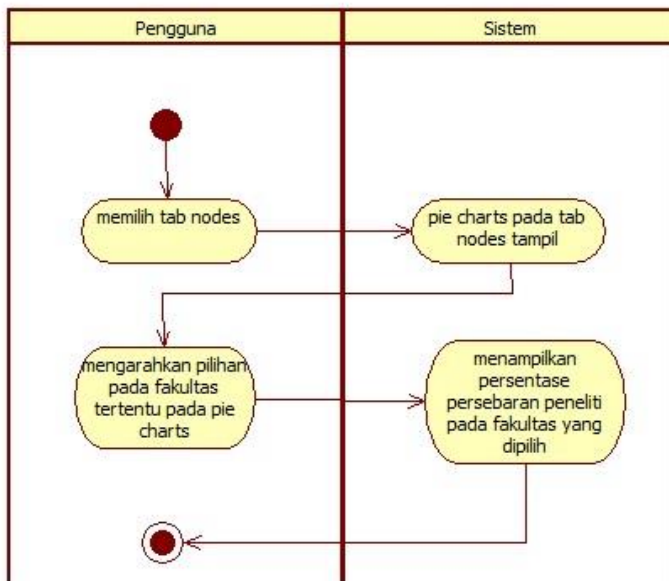 Pengguna
Sistem
memilih tab nodes
pie charts pada tab
nodes tampil
mengarahkan pilihan
pada fakultas
tertentu pada pie
charts
menampilkan
persentase
persebaran peneliti
pada fakultas yang
dipilih